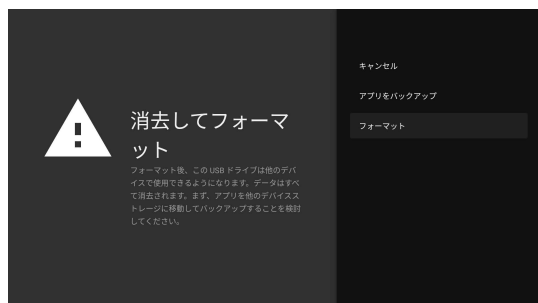 消去してフォーマ
ット
フォーマット後、この USB ドライブは他のデバ
イスで使用できるようになります。データはすべ
て消去されます。まず、アプリを他のデバイスス
トレージに移動してバックアップすることを検討
してください。
キャンセル
アプリをバックアップ
フォーマット